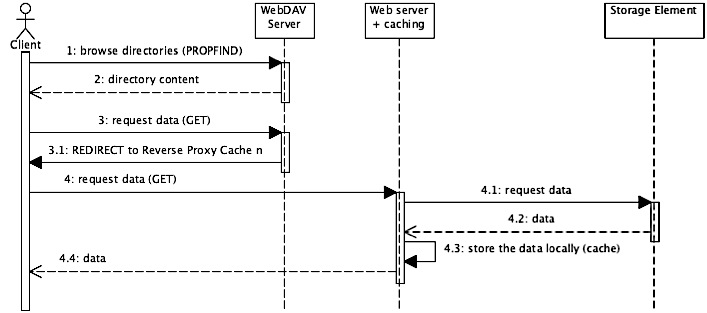 WebDAV
Server
Web server
+ caching
Storage Element
Client
1: browse directories (PROPFIND)
2: directory content
3: request data (GET)
3.1: REDIRECT to Reverse Proxy Cache n
4: request data (GET)
4.1: request data
4.2: data
4.3: store the data locally (cache)
4.4: data